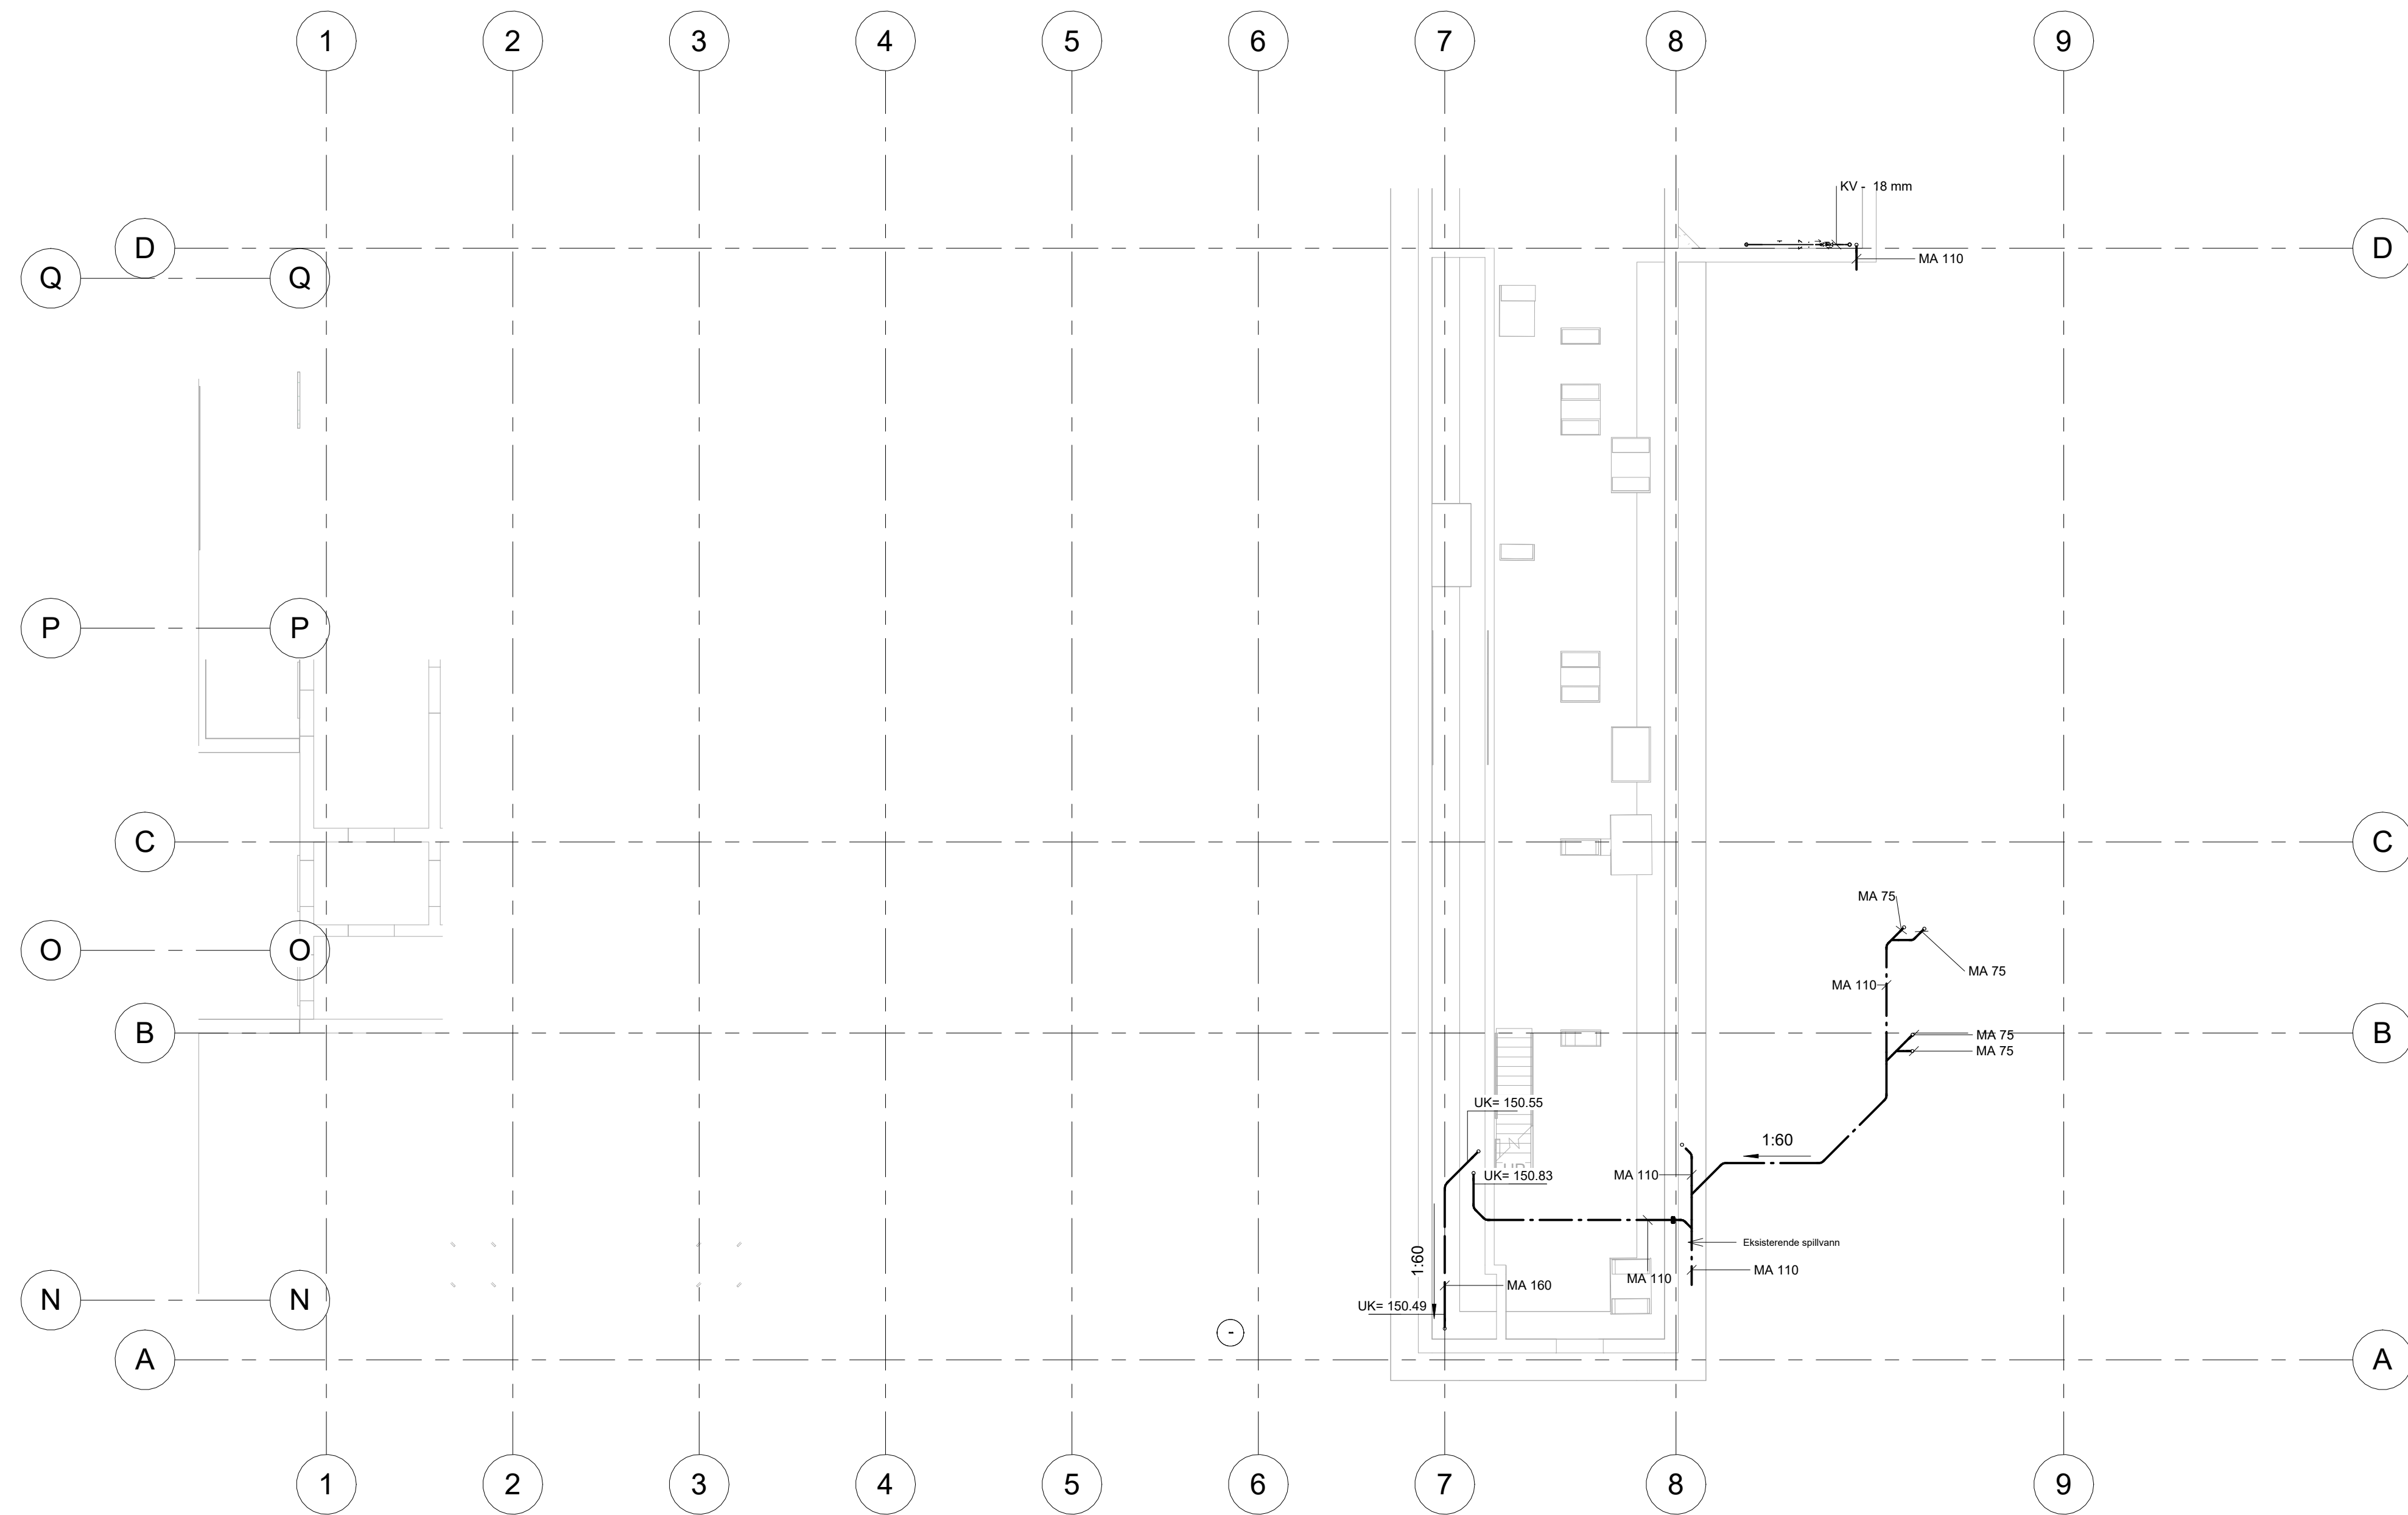 1 2 3 4 5 6 7 8 9
KV - 18 mm
D D
MA 110
Q Q
P P
C C
MA 75
O O
MA 75
MA 110
B MA 75 B
MA 75
UK= 150.55
1:60
UK= 150.83
MA 110
Eksisterende spillvann
1:60
MA 110
MA 110
MA 160
N N
UK= 150.49
-
A A
1 2 3 4 5 6 7 8 9